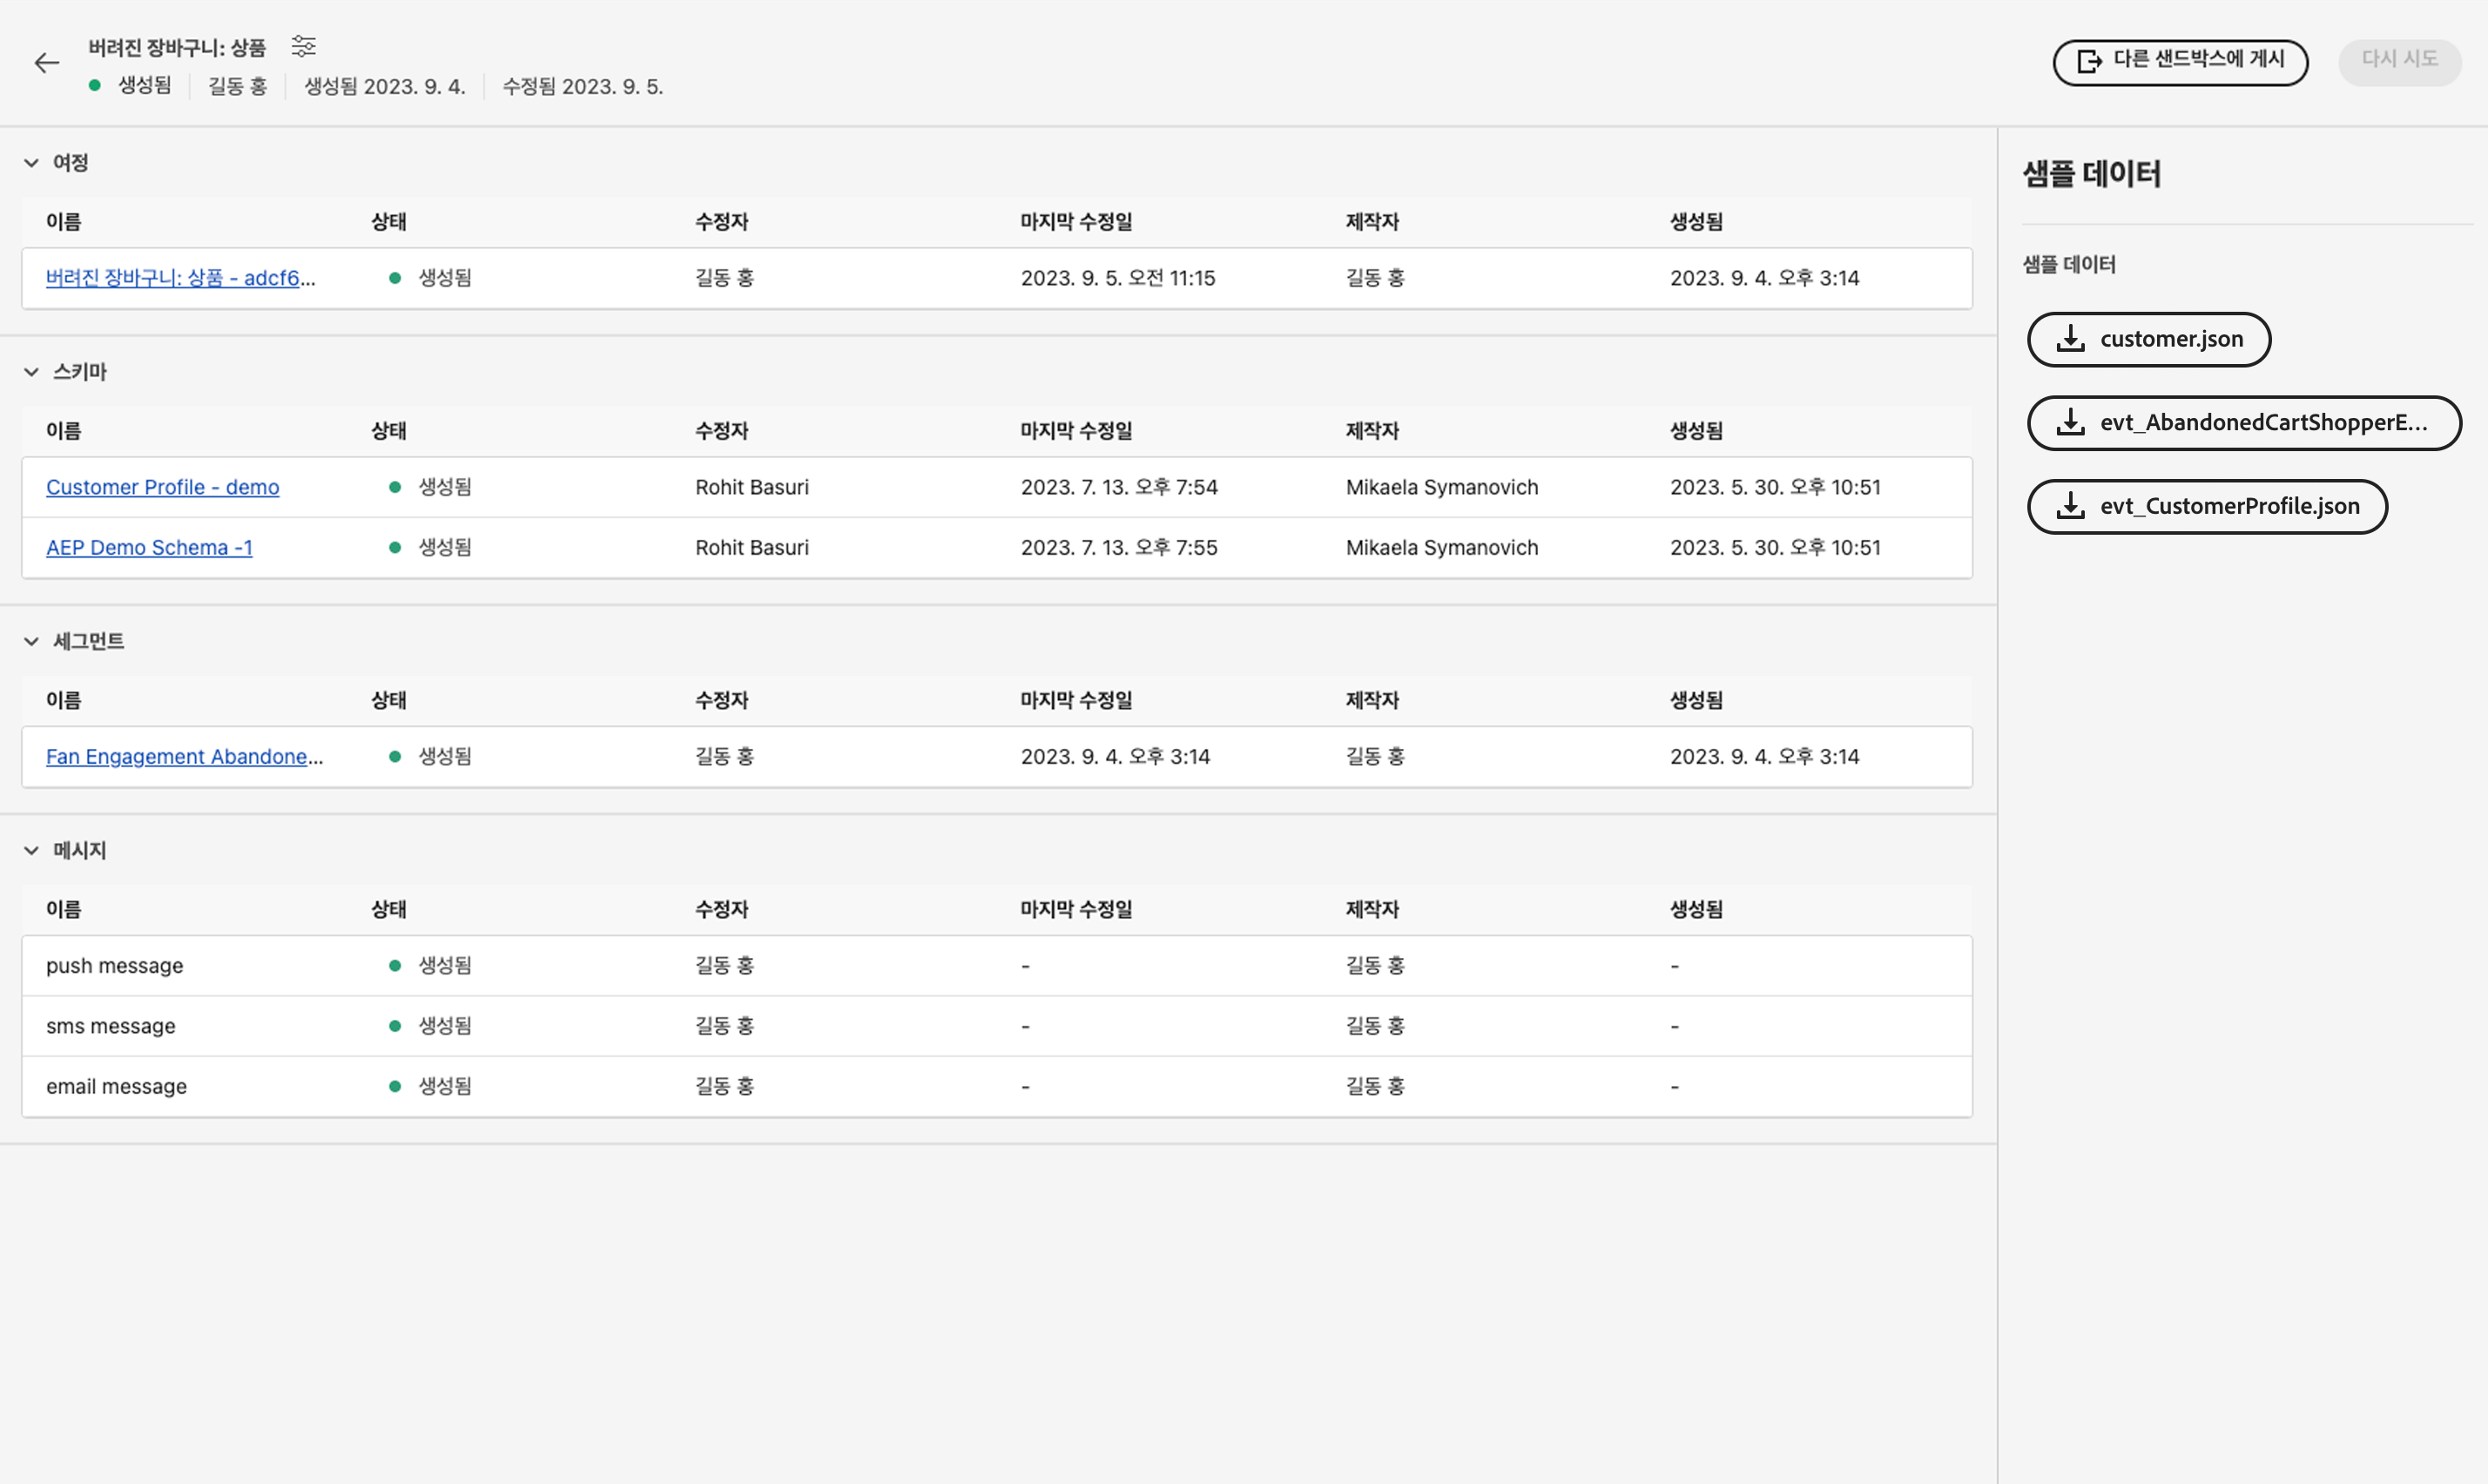 버려진 장바구니: 상품
생성됨 길동 홍 생성됨 2023. 9. 4. 수정됨 2023. 9. 5.
다른 샌드박스에 게시 다시 시도
여정
이름 상태 수정자 마지막 수정일 제작자 생성됨
버려진 장바구니: 상품 - adcf6... 생성됨 길동 홍 2023. 9. 5. 오전 11:15 길동 홍 2023. 9. 4. 오후 3:14
스키마
이름 상태 수정자 마지막 수정일 제작자 생성됨
Customer Profile - demo 생성됨 Rohit Basuri 2023. 7. 13. 오후 7:54 Mikaela Symanovich 2023. 5. 30. 오후 10:51
AEP Demo Schema -1 생성됨 Rohit Basuri 2023. 7. 13. 오후 7:55 Mikaela Symanovich 2023. 5. 30. 오후 10:51
세그먼트
이름 상태 수정자 마지막 수정일 제작자 생성됨
Fan Engagement Abandone... 생성됨 길동 홍 2023. 9. 4. 오후 3:14 길동 홍 2023. 9. 4. 오후 3:14
메시지
이름 상태 수정자 마지막 수정일 제작자 생성됨
push message 생성됨 길동 홍 - 길동 홍 -
sms message 생성됨 길동 홍 - 길동 홍 -
email message 생성됨 길동 홍 - 길동 홍 -
샘플 데이터
샘플 데이터
customer.json
evt_AbandonedCartShopperE...
evt_CustomerProfile.json